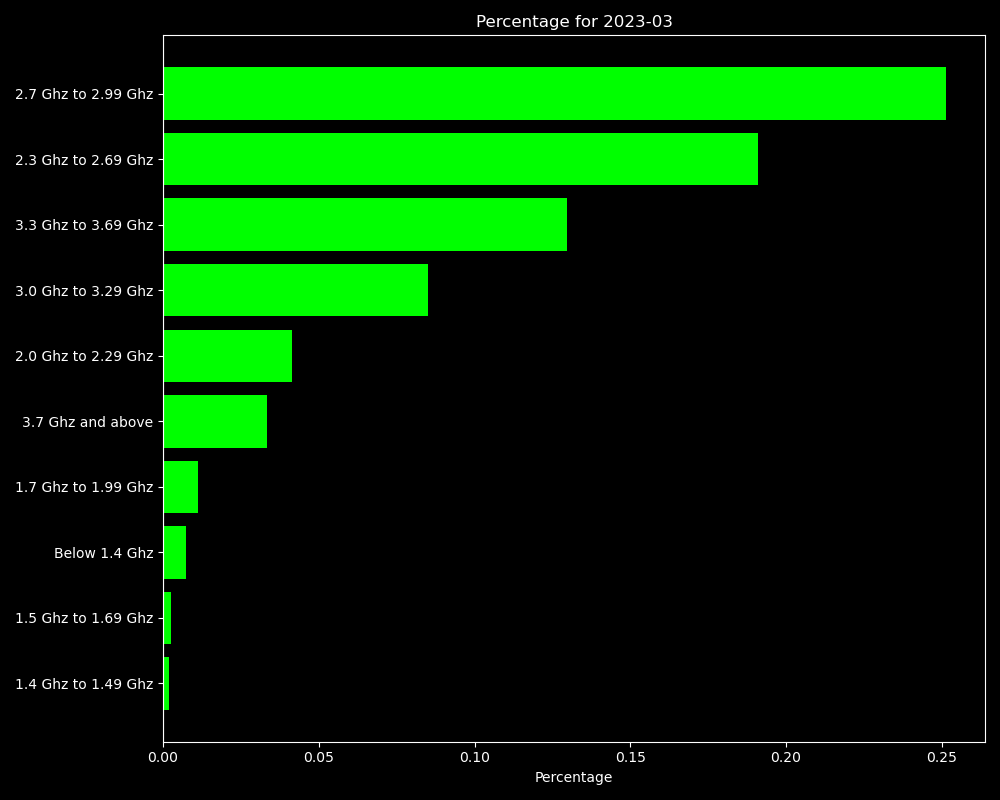 Percentage for 2023-03
2.7 Ghz to 2.99 Ghz
2.3 Ghz to 2.69 Ghz
3.3 Ghz to 3.69 Ghz
3.0 Ghz to 3.29 Ghz
2.0 Ghz to 2.29 Ghz
3.7 Ghz and above
1.7 Ghz to 1.99 Ghz
Below 1.4 Ghz
1.5 Ghz to 1.69 Ghz
1.4 Ghz to 1.49 Ghz
0.00 0.05 0.10 0.15 0.20 0.25
Percentage